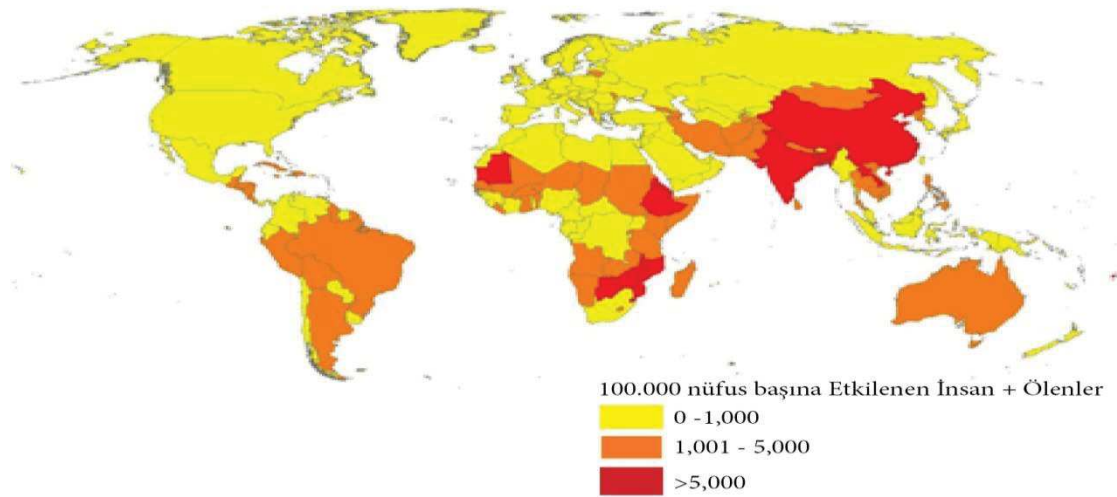 100.000 nüfus başına Etkilenen İnsan + Ölenler
0 -1,000
1,001 - 5,000
>5,000